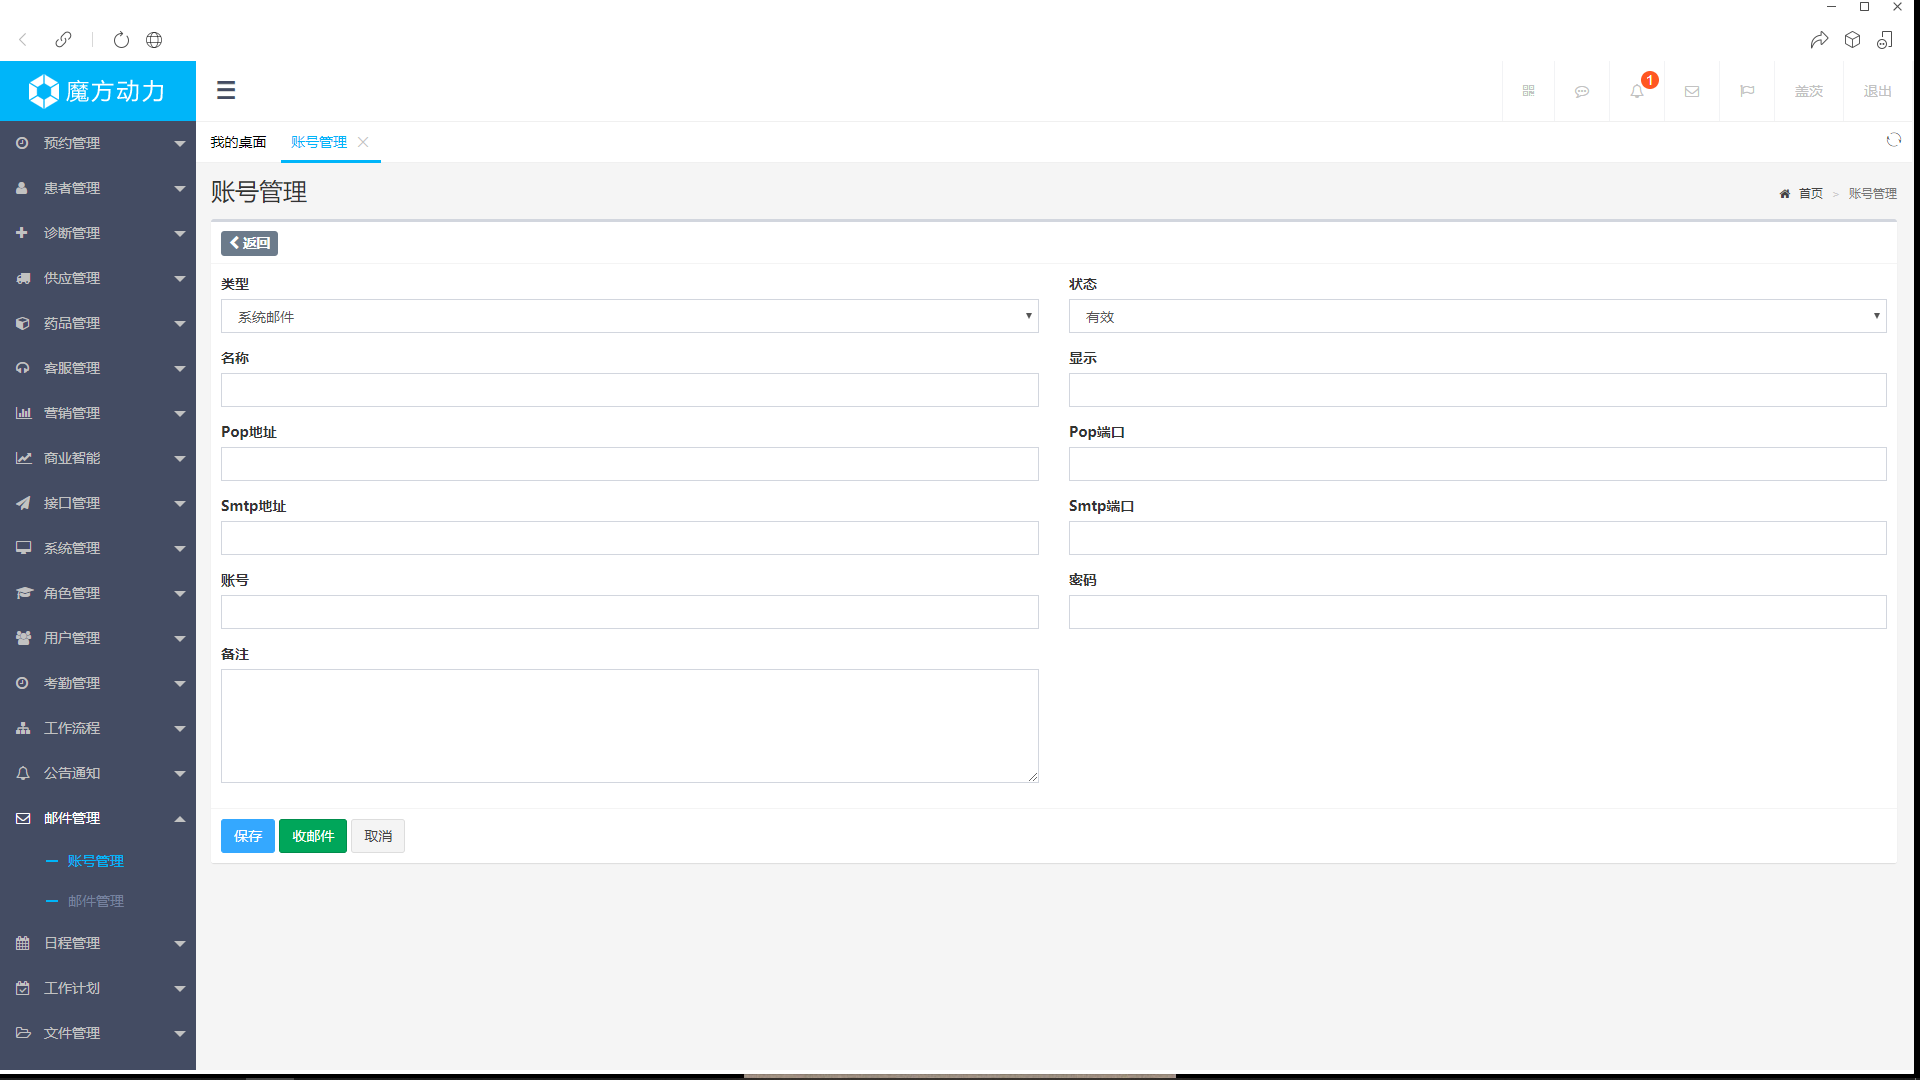 魔方动力
1
盖茨
退出
我的桌面
账号管理
账号管理
首页 > 账号管理
返回
类型
状态
系统邮件
有效
名称
显示
Pop地址
Pop端口
Smtp地址
Smtp端口
账号
密码
备注
保存
收邮件
取消
预约管理
患者管理
诊断管理
供应管理
药品管理
客服管理
营销管理
商业智能
接口管理
系统管理
角色管理
用户管理
考勤管理
工作流程
公告通知
邮件管理
账号管理
邮件管理
日程管理
工作计划
文件管理